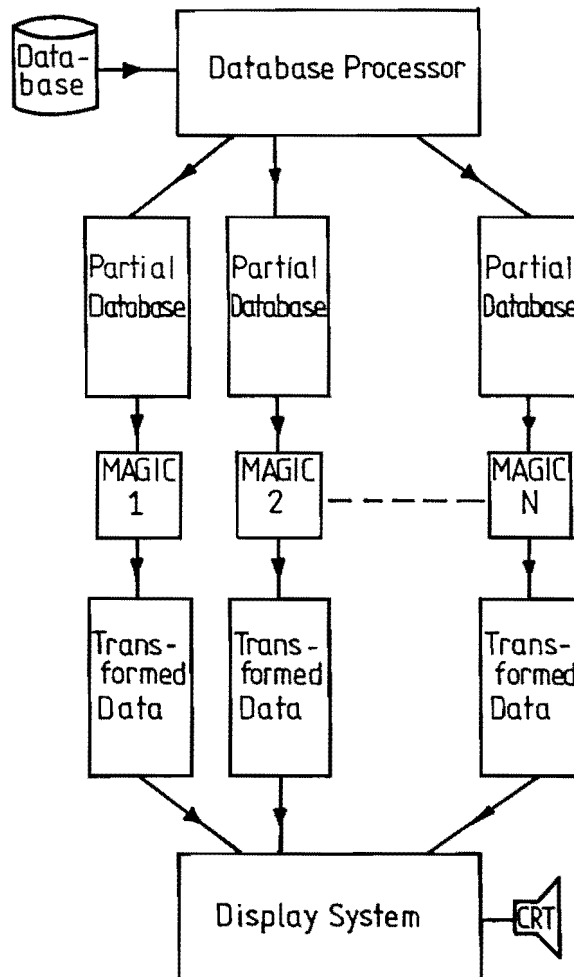 Data-
base
Database Processor
Partial
Database
Partial
Database
Partial
Database
MAGIC
1
MAGIC
2
MAGIC
N
Trans-
formed
Data
Trans-
formed
Data
Trans-
formed
Data
Display System
CRT